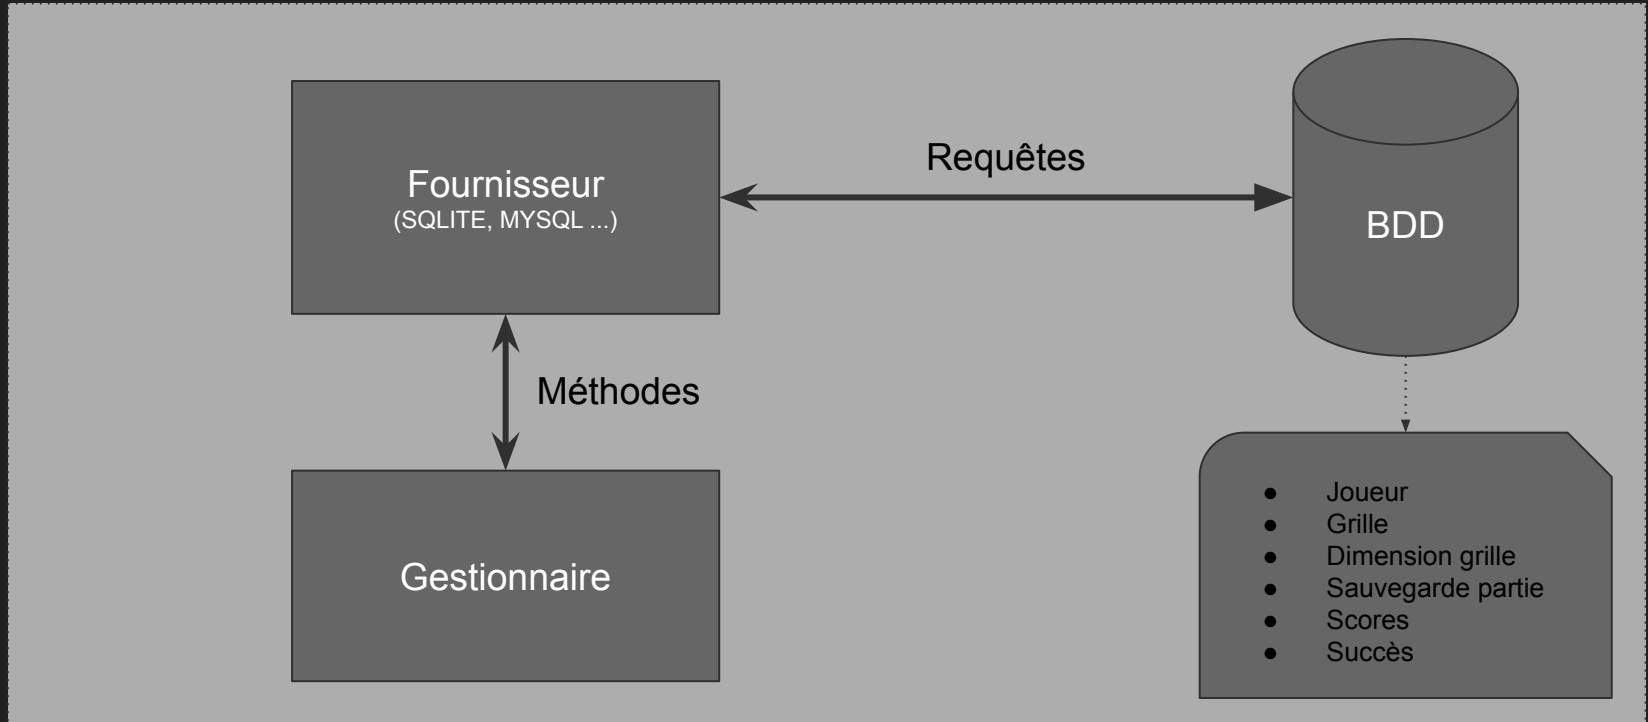 Fournisseur
(SQLITE, MYSQL ...)
Requêtes
BDD
Méthodes
Gestionnaire
● Joueur
● Grille
● Dimension grille
● Sauvegarde partie
● Scores
● Succès